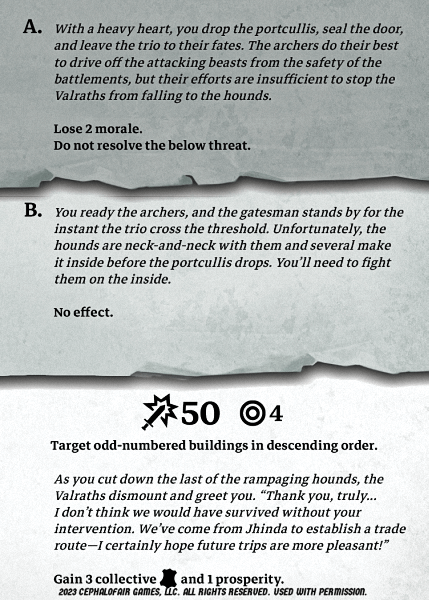 A. With a heavy heart, you drop the portcullis, seal the door,
and leave the trio to their fates. The archers do their best
to drive off the attacking beasts from the safety of the
battlements, but their efforts are insufficient to stop the
Valraths from falling to the hounds.
Lose 2 morale.
Do not resolve the below threat.
B. You ready the archers, and the gatesman stands by for the
instant the trio cross the threshold. Unfortunately, the
hounds are neck-and-neck with them and several make
it inside before the portcullis drops. You'll need to fight
them on the inside.
No effect.
50 4
Target odd-numbered buildings in descending order.
As you cut down the last of the rampaging hounds, the
Valraths dismount and greet you. “Thank you, truly...
I don't think we would have survived without your
intervention. We've come from Jhinda to establish a trade
route—I certainly hope future trips are more pleasant!”
Gain 3 collective and 1 prosperity.
2023 CEPHALOFAIR GAMES, LLC. ALL RIGHTS RESERVED. USED WITH PERMISSION.